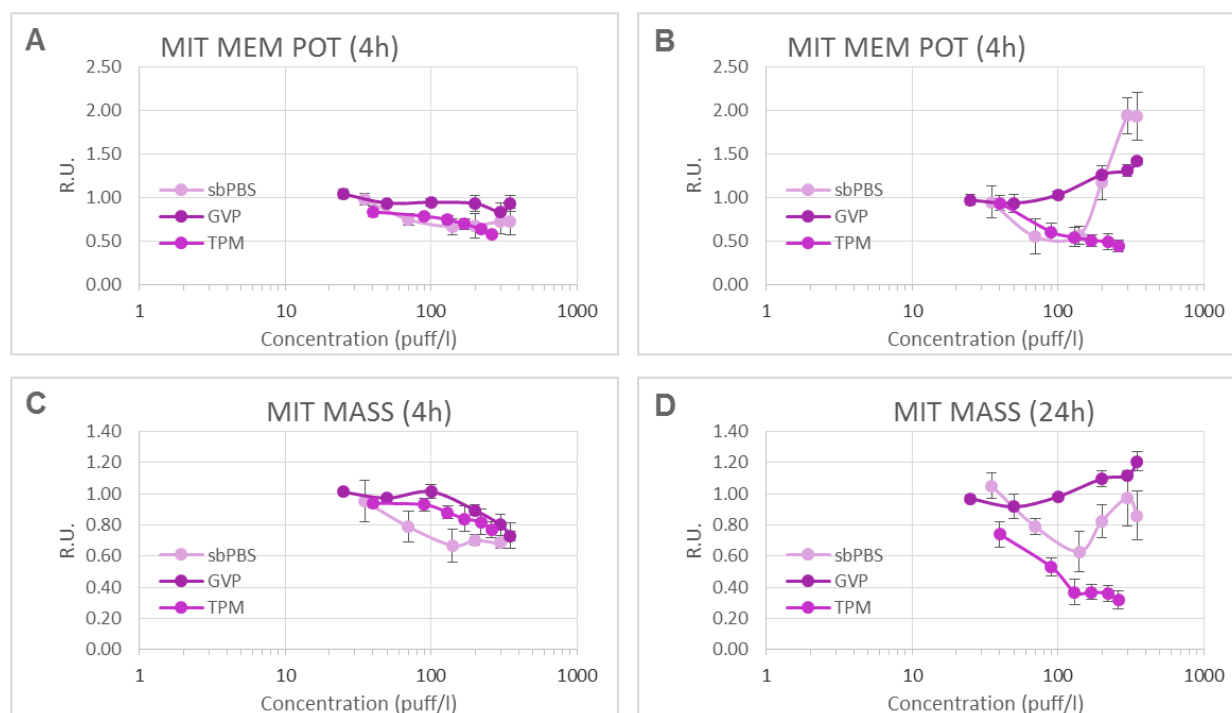 A
MIT MEM POT (4h)
2.50
2.00
1.50
1.00
0.50
0.00
R.U.
sbPBS
GVP
TPM
1 10 100 1000
Concentration (puff/l)
B
MIT MEM POT (4h)
2.50
2.00
1.50
1.00
0.50
0.00
R.U.
sbPBS
GVP
TPM
1 10 100 1000
Concentration (puff/l)
C
MIT MASS (4h)
1.40
1.20
1.00
0.80
0.60
0.40
0.20
0.00
R.U.
sbPBS
GVP
TPM
1 10 100 1000
Concentration (puff/l)
D
MIT MASS (24h)
1.40
1.20
1.00
0.80
0.60
0.40
0.20
0.00
R.U.
sbPBS
GVP
TPM
1 10 100 1000
Concentration (puff/l)